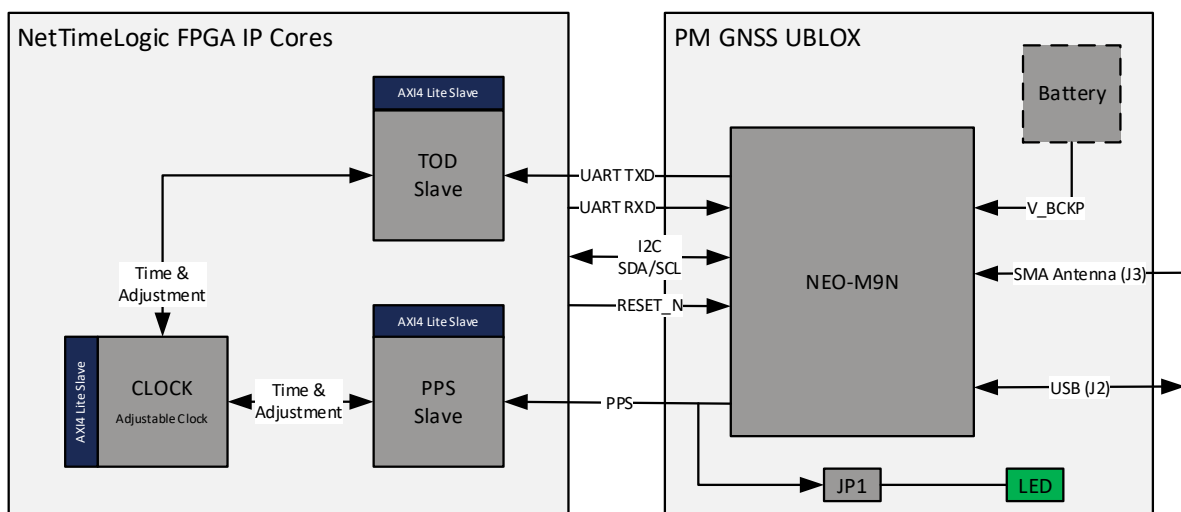 NetTimeLogic FPGA IP Cores
AXI4 Lite Slave
TOD
Slave
Time &
Adjustment
AXI4 Lite Slave
CLOCK
Adjustable Clock
Time &
Adjustment
AXI4 Lite Slave
PPS
Slave
UART TXD
UART RXD
I2C
SDA/SCL
RESET_N
PPS
PM GNSS UBLOX
Battery
V_BCKP
NEO-M9N
SMA Antenna (J3)
USB (J2)
JP1
LED